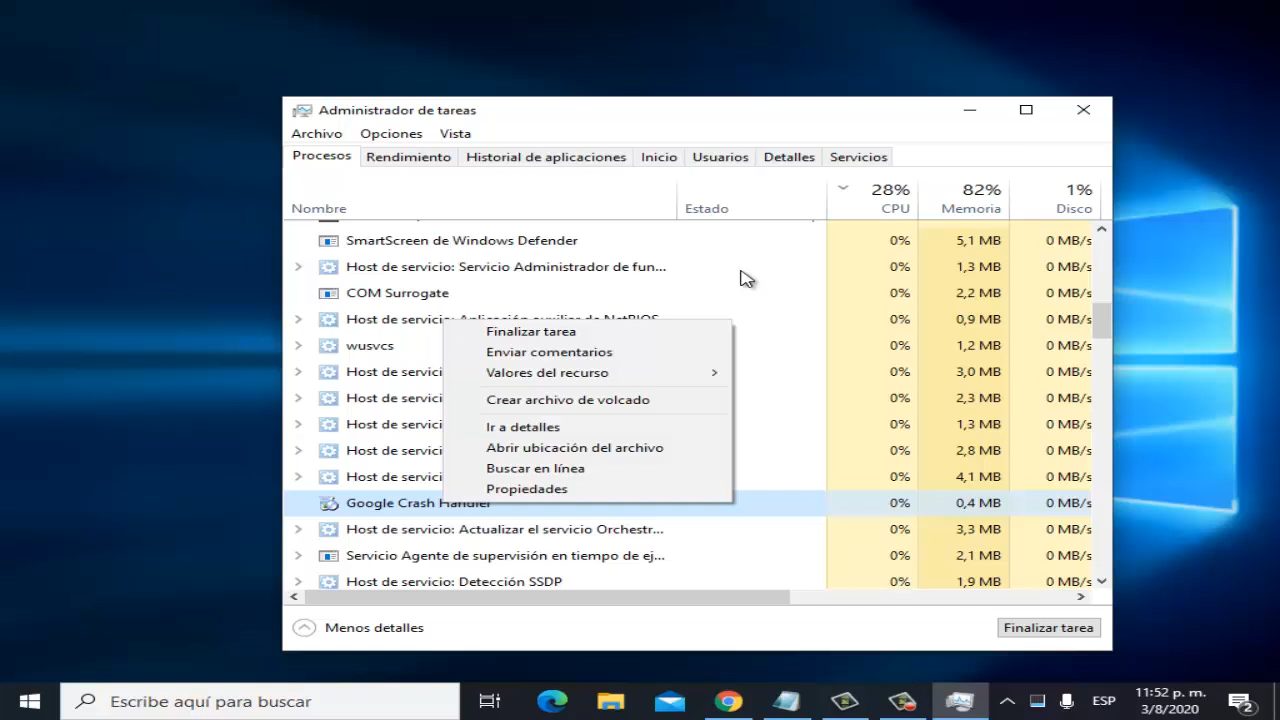 Administrador de tareas
Archivo Opciones Vista
Procesos Rendimiento Historial de aplicaciones Inicio Usuarios Detalles Servicios
28% 82% 1%
Nombre Estado CPU Memoria Disco
SmartScreen de Windows Defender 0% 5,1 MB 0 MB/s
Host de servicio: Servicio Administrador de fun... 0% 1,3 MB 0 MB/s
COM Surrogate 0% 2,2 MB 0 MB/s
Host de servicio: Aplicación auxiliar de NetBIOS 0% 0,9 MB 0 MB/s
Finalizar tarea
wusvcs 0% 1,2 MB 0 MB/s
Enviar comentarios
Host de servici 0% 3,0 MB 0 MB/s
Valores del recurso
Host de servici 0% 2,3 MB 0 MB/s
Crear archivo de volcado
Host de servici 0% 1,3 MB 0 MB/s
Ir a detalles
Host de servici 0% 2,8 MB 0 MB/s
Abrir ubicación del archivo
Host de servici 0% 4,1 MB 0 MB/s
Buscar en línea
Propiedades
Google Crash Handler 0% 0,4 MB 0 MB/s
Host de servicio: Actualizar el servicio Orchestr... 0% 3,3 MB 0 MB/s
Servicio Agente de supervisión en tiempo de ej... 0% 2,1 MB 0 MB/s
Host de servicio: Detección SSDP 0% 1,9 MB 0 MB/s
Menos detalles Finalizar tarea
Escribe aquí para buscar
ESP
11:52 p. m.
3/8/2020
2